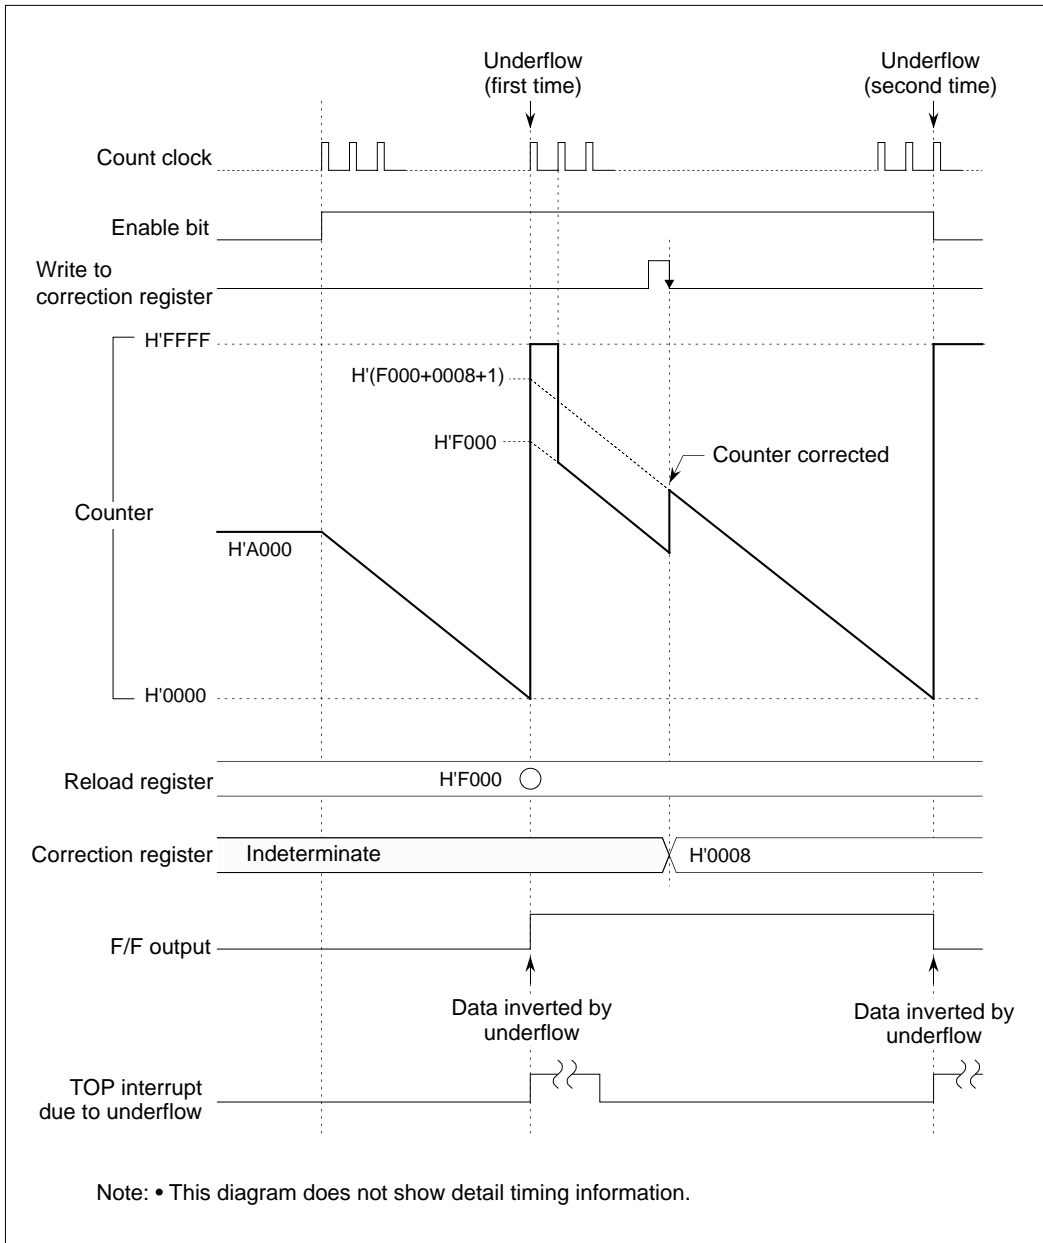 Underflow
(first time)
Underflow
(second time)
Count clock
Enable bit
Write to
correction register
H'FFFF
H'(F000+0008+1)
H'F000
Counter corrected
Counter
H'A000
H'0000
Reload register
H'F000
Correction register
Indeterminate
H'0008
F/F output
Data inverted by
underflow
Data inverted by
underflow
TOP interrupt
due to underflow
Note: • This diagram does not show detail timing information.